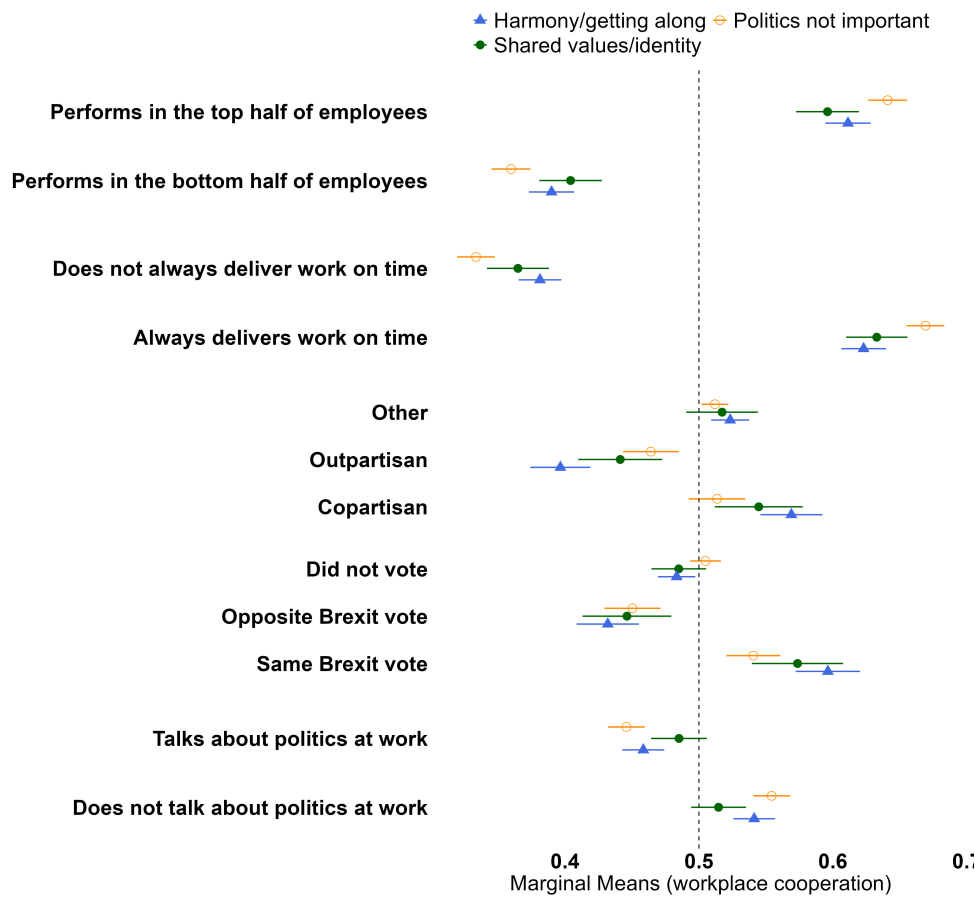 Harmony/getting along Politics not important
Shared values/identity
Performs in the top half of employees
Performs in the bottom half of employees
Does not always deliver work on time
Always delivers work on time
Other
Outpartisan
Copartisan
Did not vote
Opposite Brexit vote
Same Brexit vote
Talks about politics at work
Does not talk about politics at work
0.4 0.5 0.6 0.7
Marginal Means (workplace cooperation)